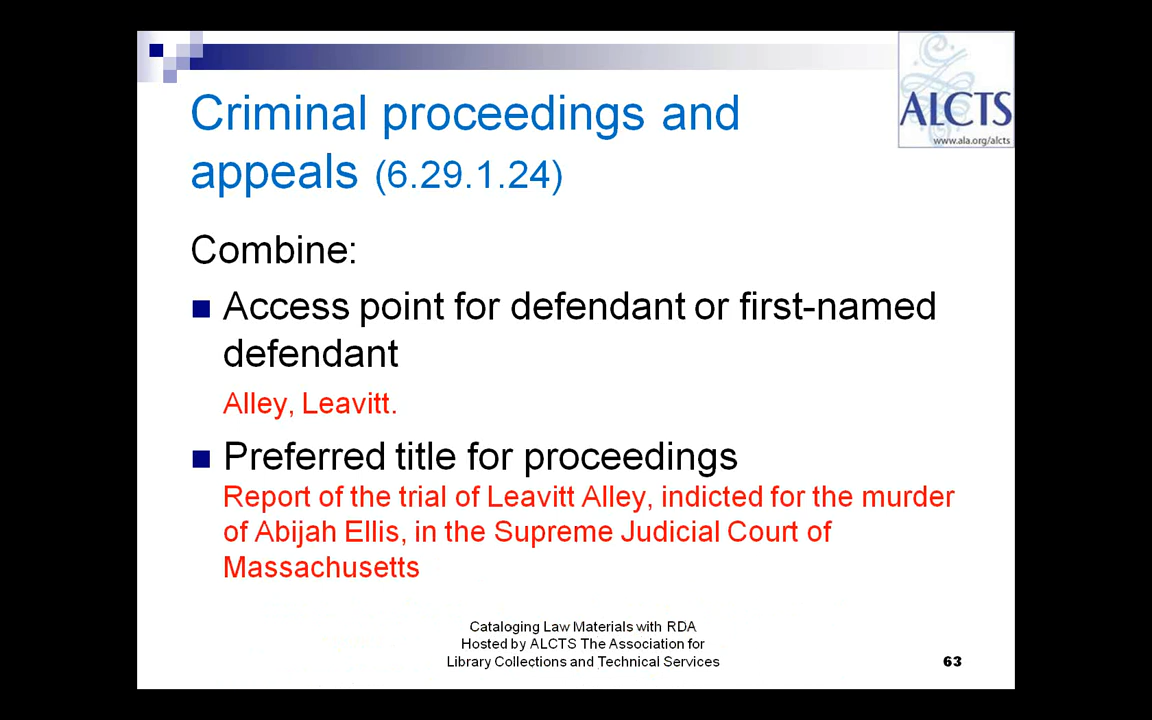 ALCTS
www.ala.org/alcts
Criminal proceedings and
appeals (6.29.1.24)
Combine:
Access point for defendant or first-named
defendant
Alley, Leavitt.
Preferred title for proceedings
Report of the trial of Leavitt Alley, indicted for the murder
of Abijah Ellis, in the Supreme Judicial Court of
Massachusetts
Cataloging Law Materials with RDA
Hosted by ALCTS The Association for
Library Collections and Technical Services
63